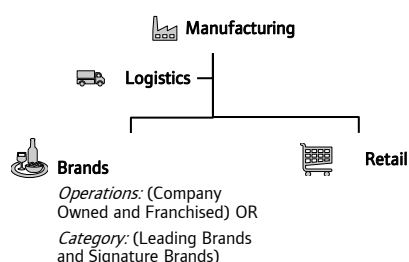 Manufacturing
Logistics
Brands
Retail
Operations: (Company
Owned and Franchised) OR
Category: (Leading Brands
and Signature Brands)